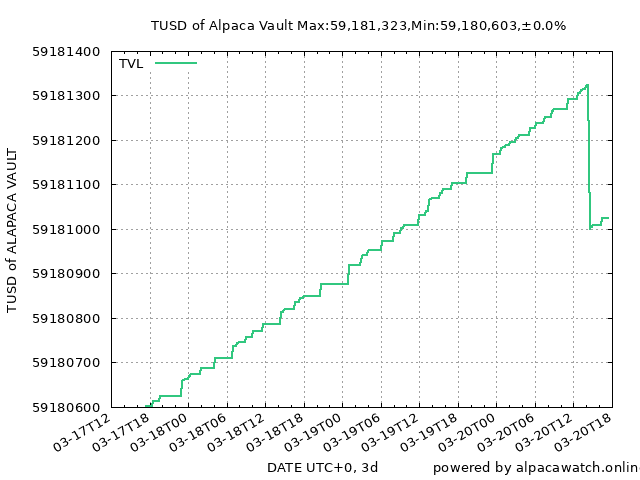 TUSD of Alpaca Vault Max:59,181,323,Min:59,180,603,±0.0%
TVL
59181400
59181300
59181200
59181100
59181000
59180900
59180800
59180700
59180600
TUSD of ALAPACA VAULT
03-17T12
03-17T18
03-18T00
03-18T06
03-18T12
03-18T18
03-19T00
03-19T06
03-19T12
03-19T18
03-20T00
03-20T06
03-20T12
03-20T18
DATE UTC+0, 3d
powered by alpacawatch.onlin